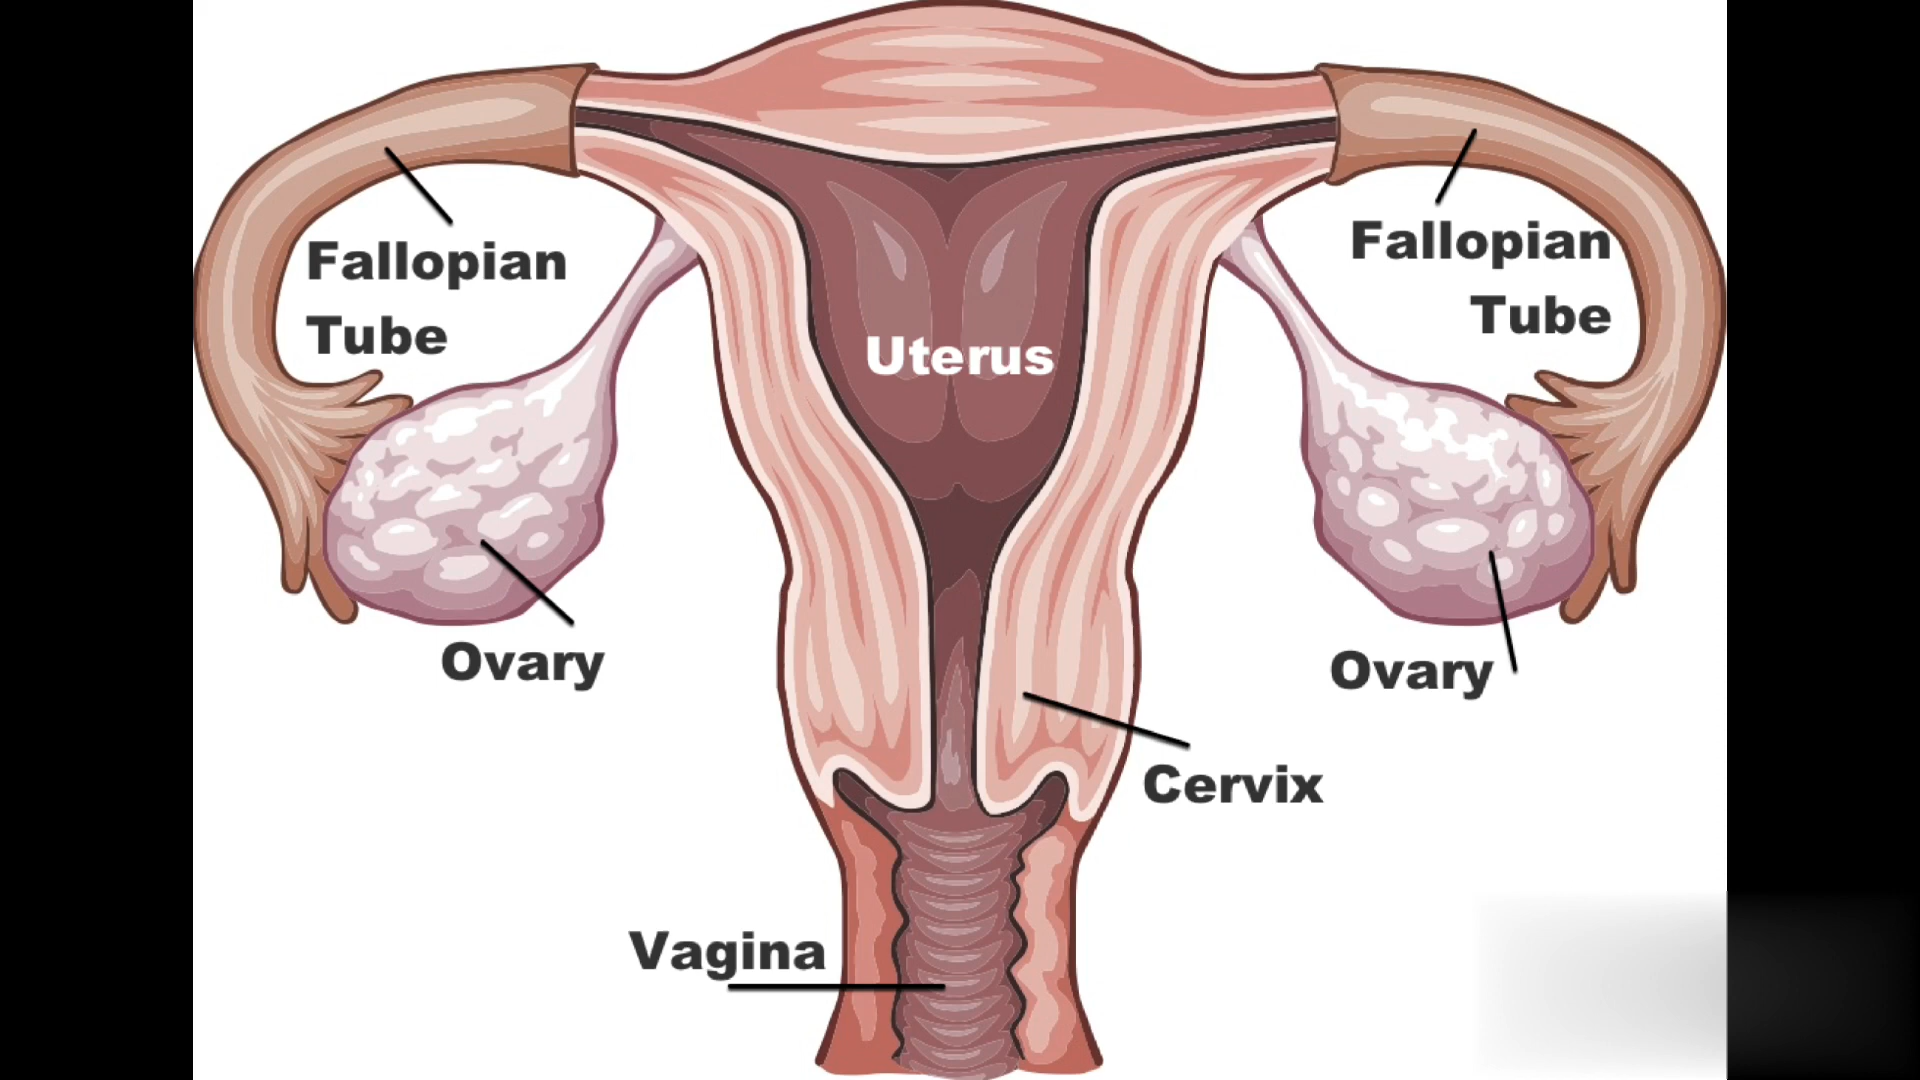 Fallopian
Tube
Fallopian
Tube
Uterus
Ovary
Ovary
Cervix
Vagina